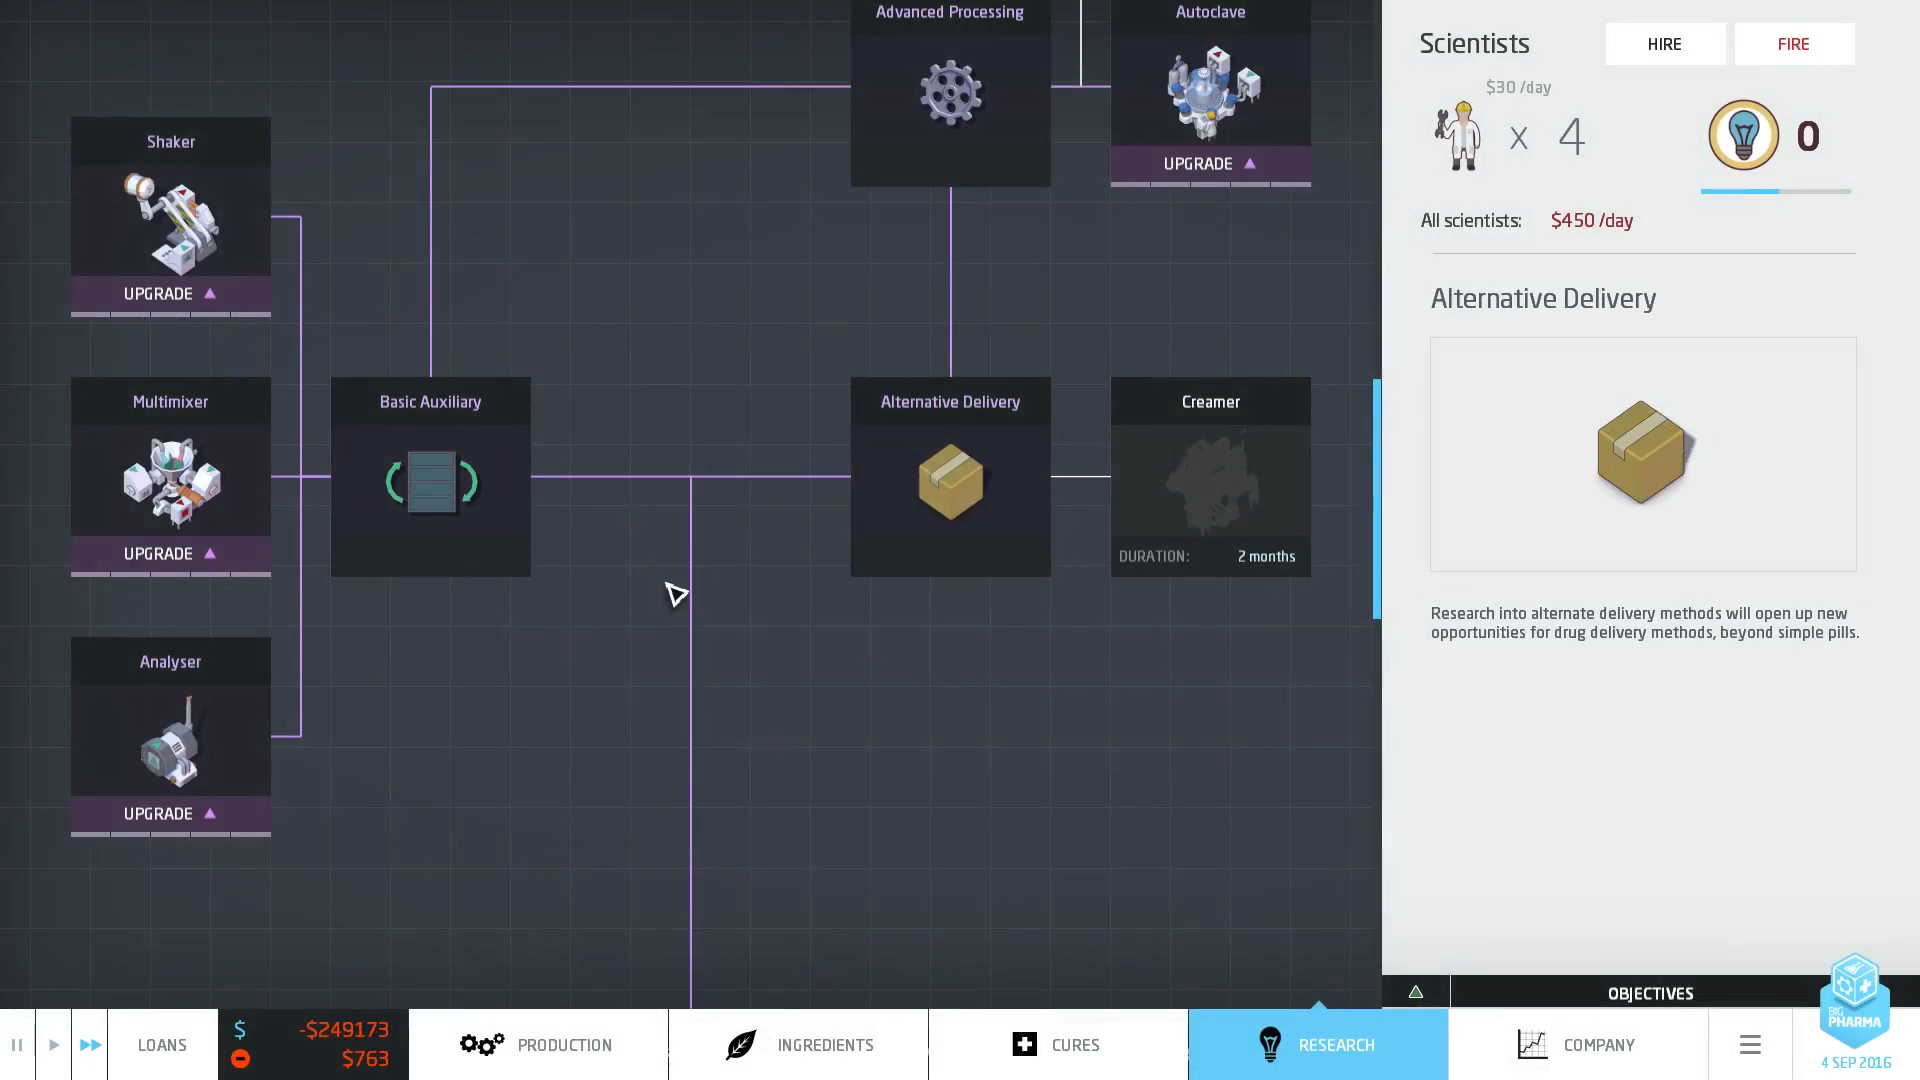 Advanced Processing
Autoclave
UPGRADE
Shaker
UPGRADE
Multimixer
UPGRADE
Basic Auxiliary
Alternative Delivery
Creamer
DURATION: 2 months
Analyser
UPGRADE
Scientists
HIRE
FIRE
$30 /day
x 4
0
All scientists: $450 /day
Alternative Delivery
Research into alternate delivery methods will open up new
opportunities for drug delivery methods, beyond simple pills.
OBJECTIVES
BIG
PHARMA
4 SEP 2016
LOANS
$ -$249173
$763
PRODUCTION
INGREDIENTS
CURES
RESEARCH
COMPANY